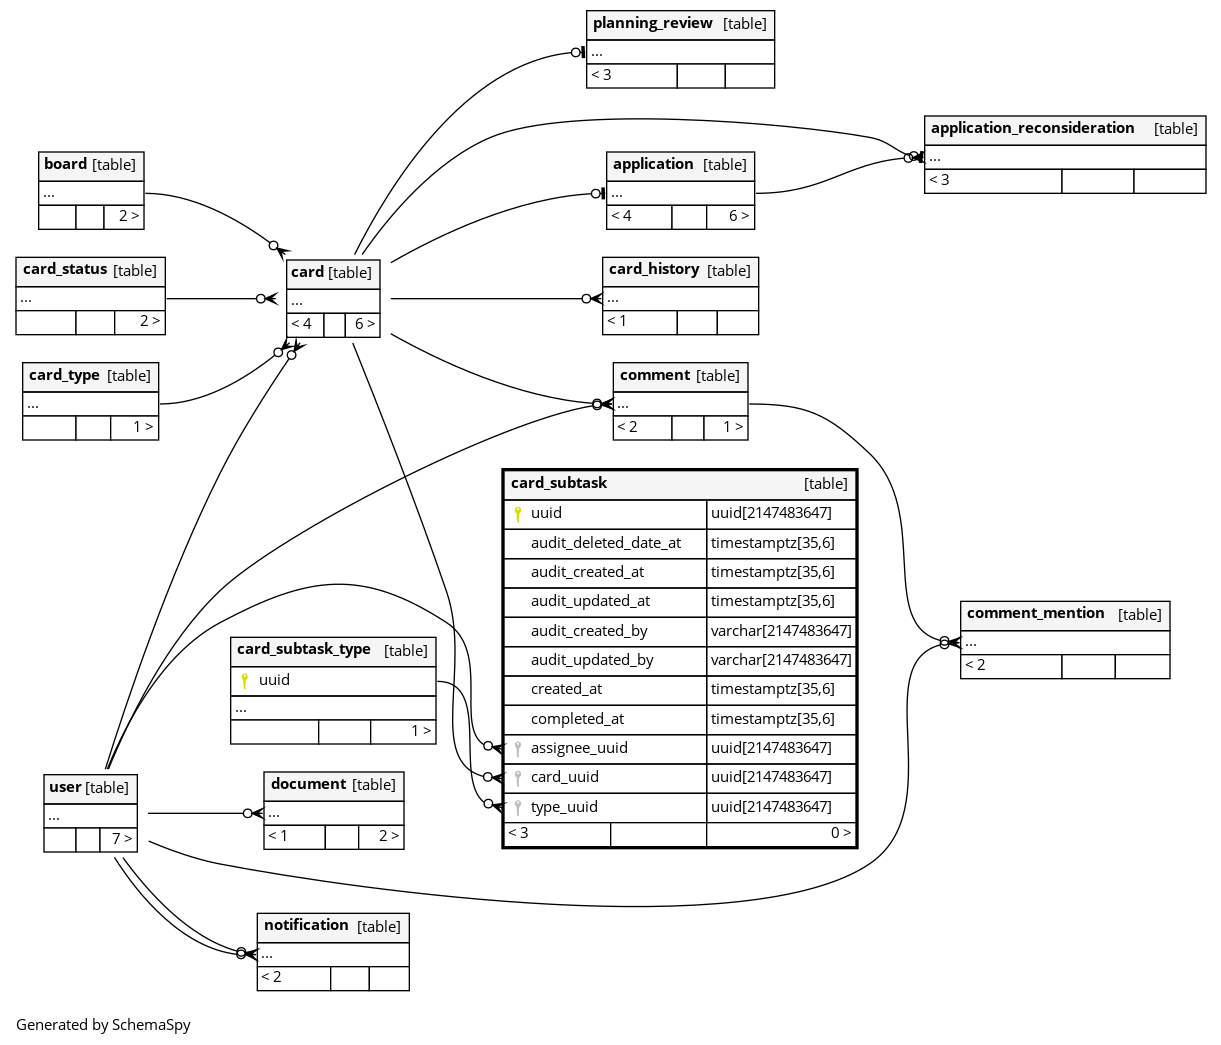 planning_review [table]
...
< 3
application_reconsideration [table]
...
< 3
board [table]
...
2 >
application [table]
...
< 4 6 >
card_status [table]
...
2 >
card [table]
...
< 4 6 >
card_history [table]
...
< 1
card_type [table]
...
1 >
comment [table]
...
< 2 1 >
card_subtask [table]
uuid uuid[2147483647]
audit_deleted_date_at timestamptz[35,6]
audit_created_at timestamptz[35,6]
audit_updated_at timestamptz[35,6]
audit_created_by varchar[2147483647]
audit_updated_by varchar[2147483647]
created_at timestamptz[35,6]
completed_at timestamptz[35,6]
assignee_uuid uuid[2147483647]
card_uuid uuid[2147483647]
type_uuid uuid[2147483647]
< 3 0 >
comment_mention [table]
...
< 2
card_subtask_type [table]
uuid
...
1 >
user [table]
...
7 >
document [table]
...
< 1 2 >
notification [table]
...
< 2
Generated by SchemaSpy